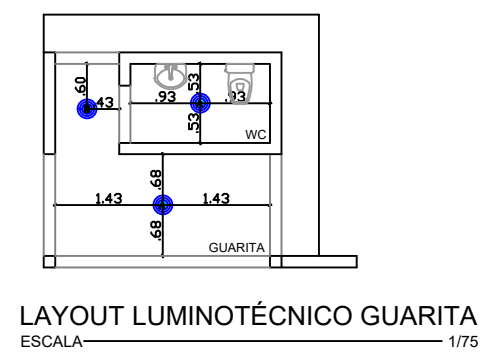 .60
.43
.53
.93
.93
.53
WC
.68
1.43
1.43
.68
GUARITA
LAYOUT LUMINOTÉCNICO GUARITA
ESCALA 1/75